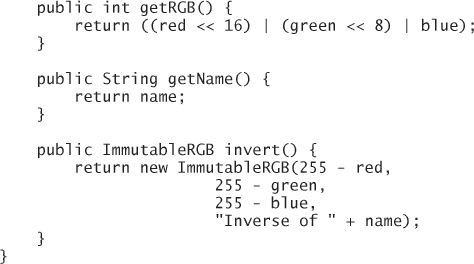 public int getRGB() {
return ((red << 16) | (green << 8) | blue);
}
public String getName() {
return name;
}
public ImmutableRGB invert() {
return new ImmutableRGB(255 - red,
255 - green,
255 - blue,
"Inverse of " + name);
}
}